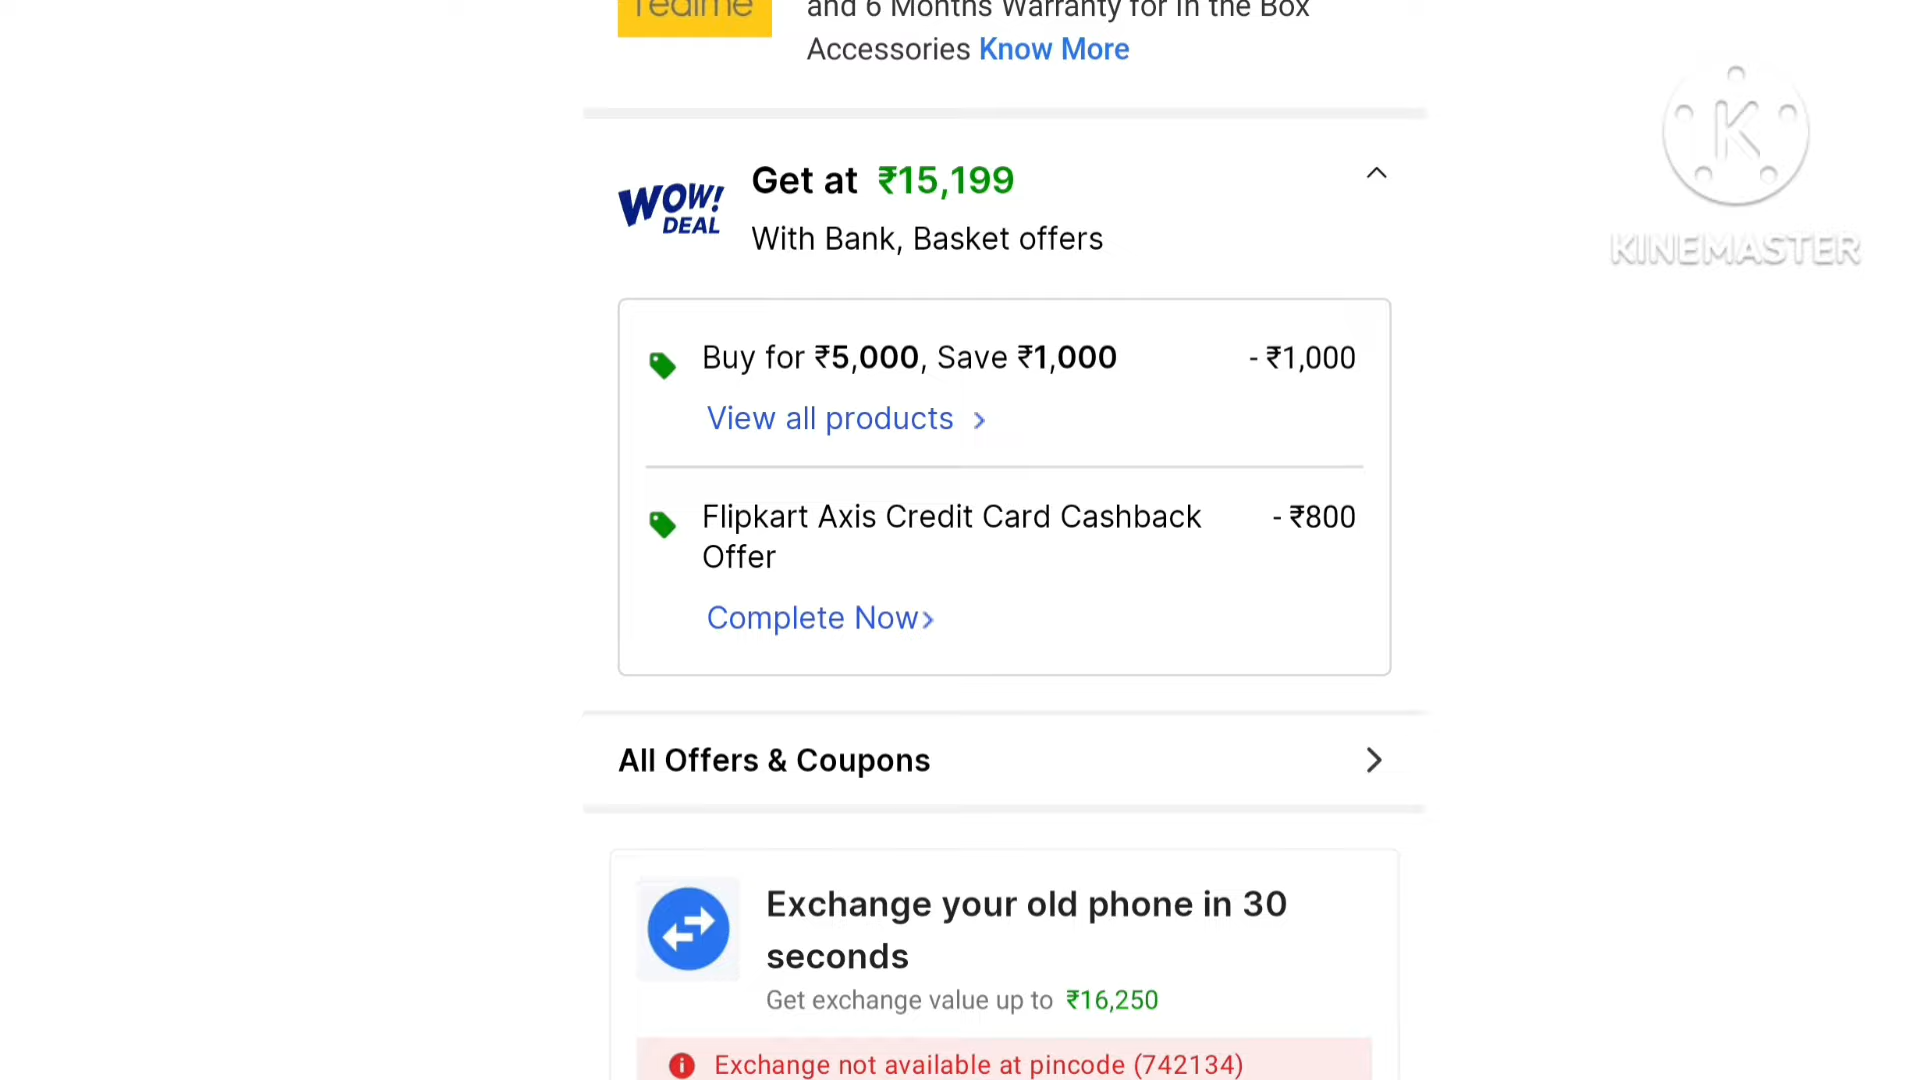 realme
and 6 Months Warranty for In the Box
Accessories Know More
WOW!
DEAL
Get at ₹15,199
With Bank, Basket offers
Buy for ₹5,000, Save ₹1,000 - ₹1,000
View all products
Flipkart Axis Credit Card Cashback - ₹800
Offer
Complete Now
All Offers & Coupons
Exchange your old phone in 30
seconds
Get exchange value up to ₹16,250
Exchange not available at pincode (742134)
K
KINEMASTER